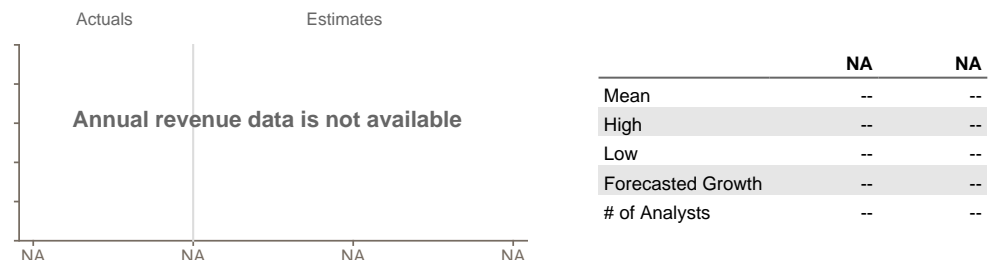 Actuals Estimates
Annual revenue data is not available
NA NA NA NA
NA NA
Mean -- --
High -- --
Low -- --
Forecasted Growth -- --
# of Analysts -- --